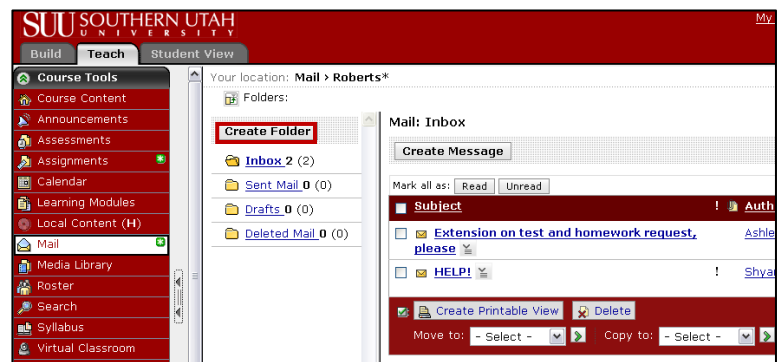 SUU SOUTHERN UTAH
UNIVERSITY
My
Build Teach Student View
Course Tools
Course Content
Announcements
Assessments
Assignments
Calendar
Learning Modules
Local Content (H)
Mail
Media Library
Roster
Search
Syllabus
Virtual Classroom
Your location: Mail › Roberts*
Folders:
Create Folder
Inbox 2 (2)
Sent Mail 0 (0)
Drafts 0 (0)
Deleted Mail 0 (0)
Mail: Inbox
Create Message
Mark all as: Read Unread
Subject ! Auth
Extension on test and homework request, Ashle
please
HELP! ! Shya
Create Printable View Delete
Move to: - Select - Copy to: - Select -